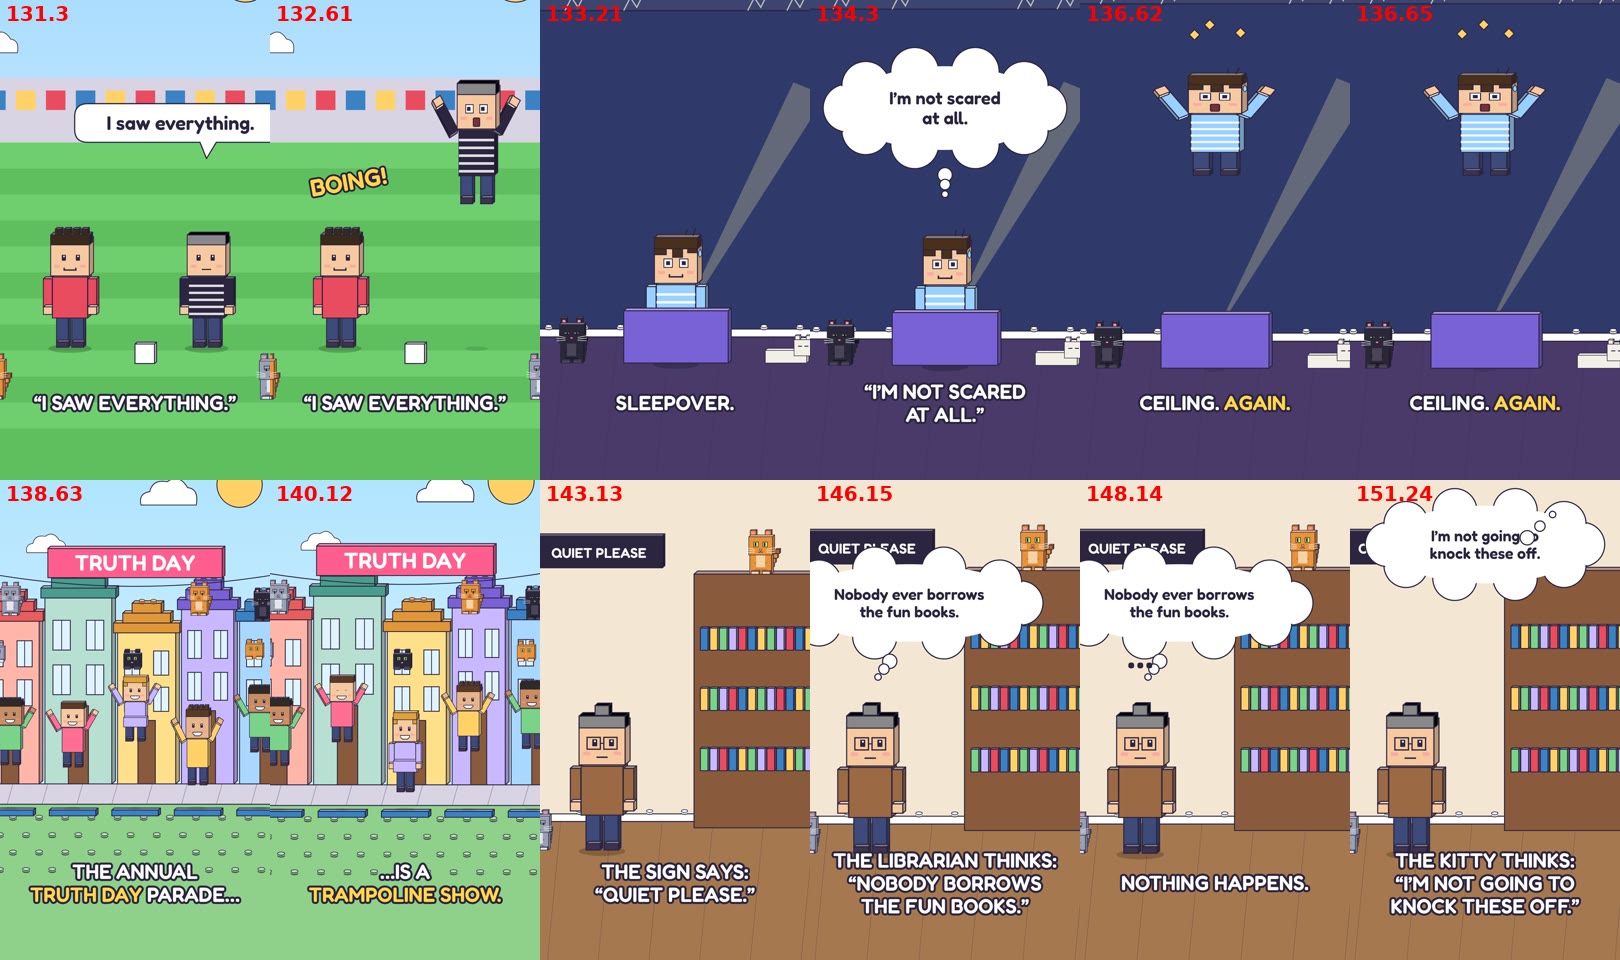 131.3
I saw everything.
“I SAW EVERYTHING.”
132.61
BOING!
“I SAW EVERYTHING.”
133.21
SLEEPOVER.
134.3
I’m not scared
at all.
“I’M NOT SCARED
AT ALL.”
136.62
CEILING. AGAIN.
136.65
CEILING. AGAIN.
138.63
TRUTH DAY
THE ANNUAL
TRUTH DAY PARADE...
140.12
TRUTH DAY
...IS A
TRAMPOLINE SHOW.
143.13
QUIET PLEASE
THE SIGN SAYS:
“QUIET PLEASE.”
146.15
QUIET PLEASE
Nobody ever borrows
the fun books.
THE LIBRARIAN THINKS:
“NOBODY BORROWS
THE FUN BOOKS.”
148.14
QUIET PLEASE
Nobody ever borrows
the fun books.
NOTHING HAPPENS.
151.24
I’m not going to
knock these off.
THE KITTY THINKS:
“I’M NOT GOING TO
KNOCK THESE OFF.”